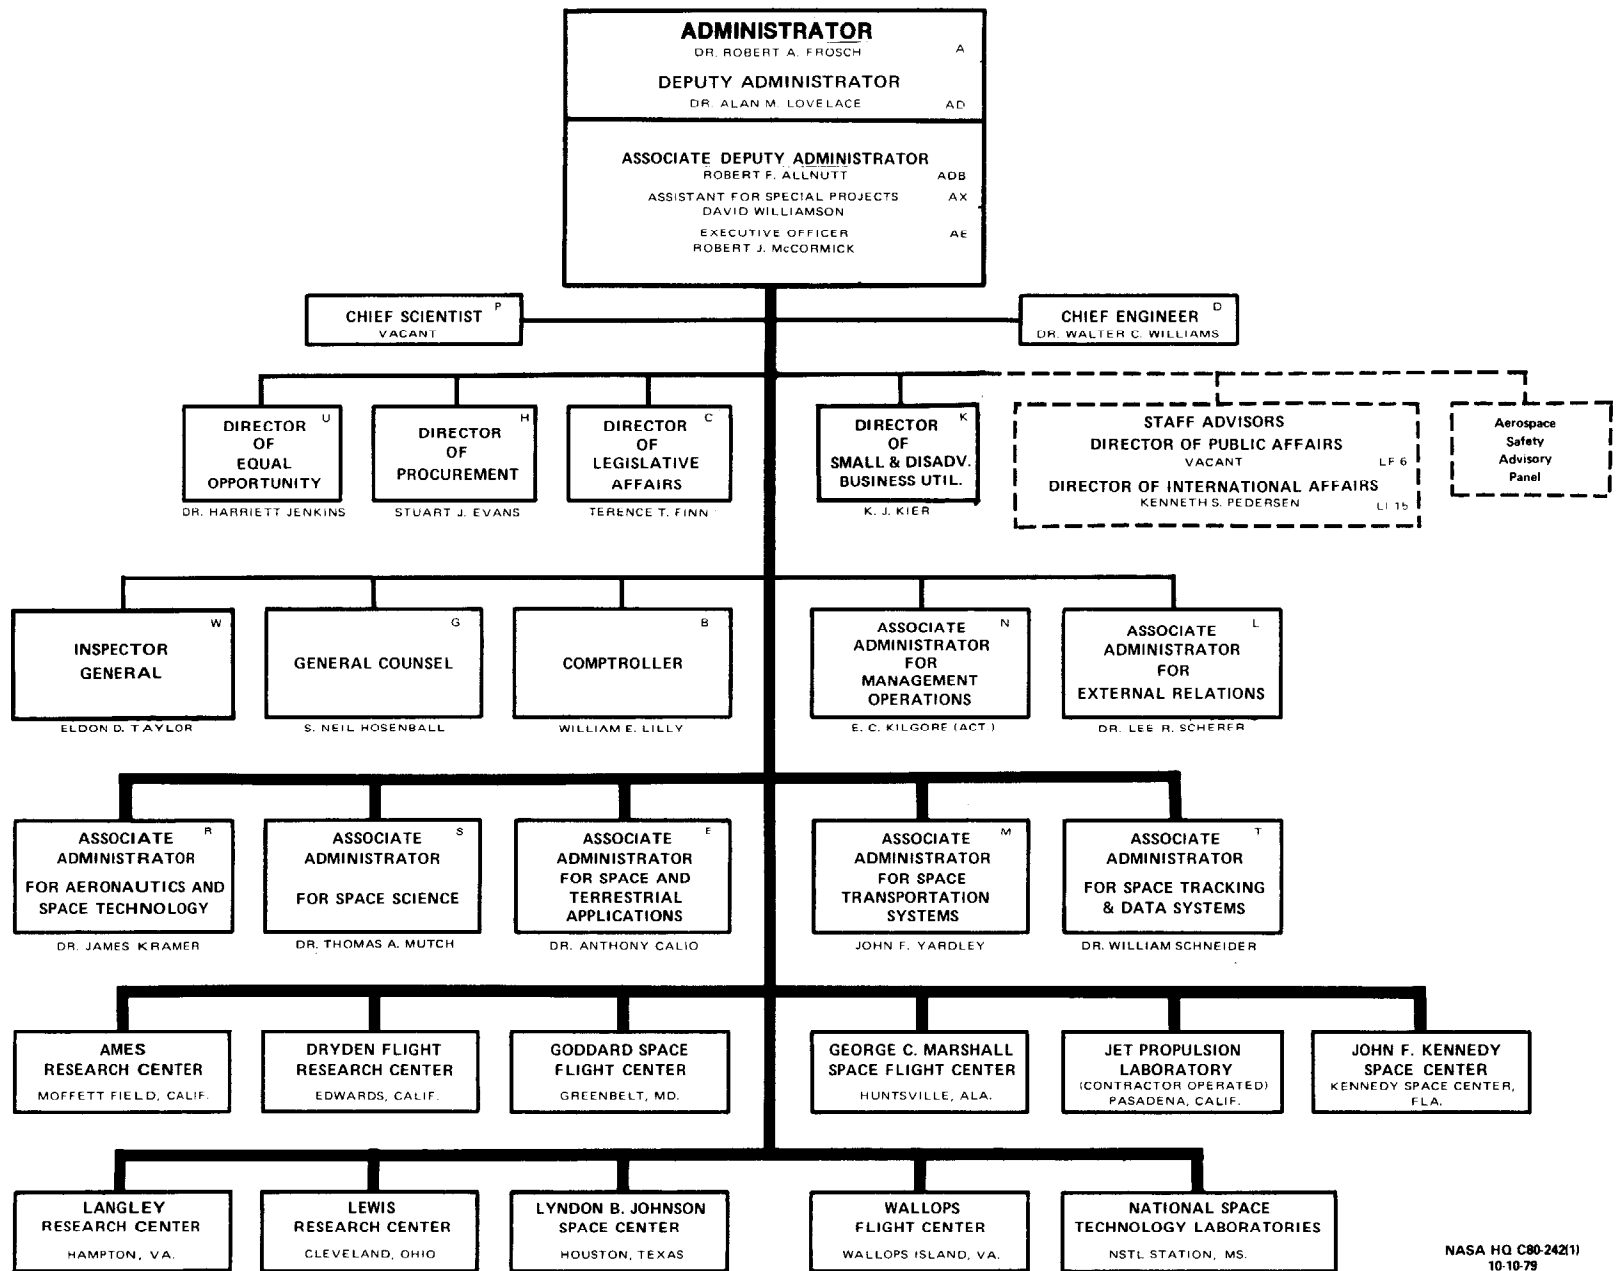 ADMINISTRATOR
DR. ROBERT A. FROSCH A
DEPUTY ADMINISTRATOR
DR. ALAN M. LOVELACE AD
ASSOCIATE DEPUTY ADMINISTRATOR
ROBERT F. ALLNUTT ADB
ASSISTANT FOR SPECIAL PROJECTS AX
DAVID WILLIAMSON
EXECUTIVE OFFICER AE
ROBERT J. McCORMICK
P
CHIEF SCIENTIST
VACANT
D
CHIEF ENGINEER
DR. WALTER C. WILLIAMS
U
DIRECTOR
OF
EQUAL
OPPORTUNITY
DR. HARRIETT JENKINS
H
DIRECTOR
OF
PROCUREMENT
STUART J. EVANS
C
DIRECTOR
OF
LEGISLATIVE
AFFAIRS
TERENCE T. FINN
K
DIRECTOR
OF
SMALL & DISADV.
BUSINESS UTIL.
K. J. KIER
STAFF ADVISORS
DIRECTOR OF PUBLIC AFFAIRS
VACANT LF 6
DIRECTOR OF INTERNATIONAL AFFAIRS
KENNETH S. PEDERSEN LI 15
Aerospace
Safety
Advisory
Panel
W
INSPECTOR
GENERAL
ELDON D. TAYLOR
G
GENERAL COUNSEL
S. NEIL HOSENBALL
B
COMPTROLLER
WILLIAM E. LILLY
N
ASSOCIATE
ADMINISTRATOR
FOR
MANAGEMENT
OPERATIONS
E. C. KILGORE (ACT.)
L
ASSOCIATE
ADMINISTRATOR
FOR
EXTERNAL RELATIONS
DR. LEE R. SCHERER
R
ASSOCIATE
ADMINISTRATOR
FOR AERONAUTICS AND
SPACE TECHNOLOGY
DR. JAMES KRAMER
S
ASSOCIATE
ADMINISTRATOR
FOR SPACE SCIENCE
DR. THOMAS A. MUTCH
E
ASSOCIATE
ADMINISTRATOR
FOR SPACE AND
TERRESTRIAL
APPLICATIONS
DR. ANTHONY CALIO
M
ASSOCIATE
ADMINISTRATOR
FOR SPACE
TRANSPORTATION
SYSTEMS
JOHN F. YARDLEY
T
ASSOCIATE
ADMINISTRATOR
FOR SPACE TRACKING
& DATA SYSTEMS
DR. WILLIAM SCHNEIDER
AMES
RESEARCH CENTER
MOFFETT FIELD, CALIF.
DRYDEN FLIGHT
RESEARCH CENTER
EDWARDS, CALIF.
GODDARD SPACE
FLIGHT CENTER
GREENBELT, MD.
GEORGE C. MARSHALL
SPACE FLIGHT CENTER
HUNTSVILLE, ALA.
JET PROPULSION
LABORATORY
(CONTRACTOR OPERATED)
PASADENA, CALIF.
JOHN F. KENNEDY
SPACE CENTER
KENNEDY SPACE CENTER,
FLA.
LANGLEY
RESEARCH CENTER
HAMPTON, VA.
LEWIS
RESEARCH CENTER
CLEVELAND, OHIO
LYNDON B. JOHNSON
SPACE CENTER
HOUSTON, TEXAS
WALLOPS
FLIGHT CENTER
WALLOPS ISLAND, VA.
NATIONAL SPACE
TECHNOLOGY LABORATORIES
NSTL STATION, MS.
NASA HQ C80-242(1)
10-10-79